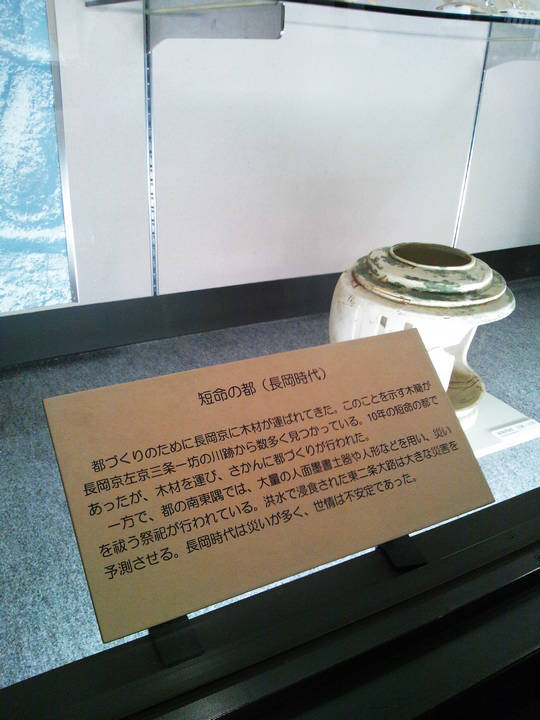 短命の都（長岡時代）
都づくりのために長岡京に木材が運ばれてきた。このことを示す木簡が
長岡京左京三条一坊の川跡から数多く見つかっている。10年の短命の都で
あったが、木材を運び、さかんに都づくりが行われた。
一方で、都の南東隅では、大量の人面墨書土器や人形などを用い、災い
を祓う祭祀が行われている。洪水で浸食された東二条大路は大きな災害を
予測させる。長岡時代は災いが多く、世情は不安定であった。